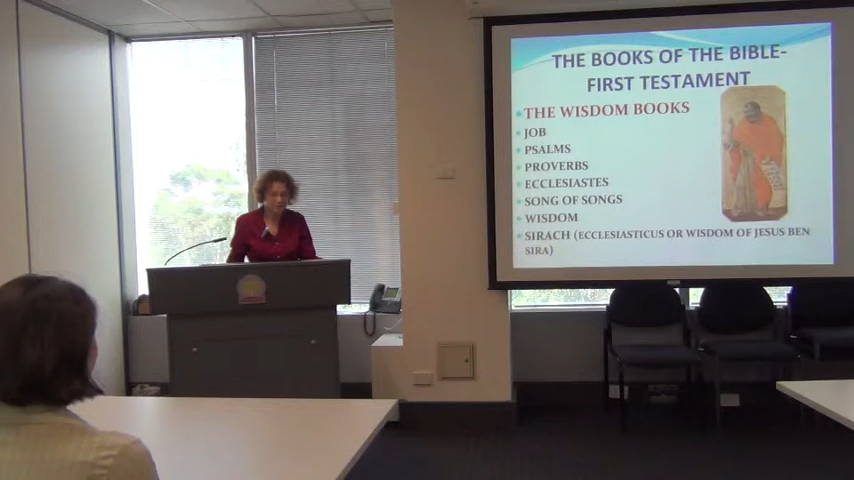 THE BOOKS OF THE BIBLE-
FIRST TESTAMENT
THE WISDOM BOOKS
JOB
PSALMS
PROVERBS
ECCLESIASTES
SONG OF SONGS
WISDOM
SIRACH (ECCLESIASTICUS OR WISDOM OF JESUS BEN
SIRA)